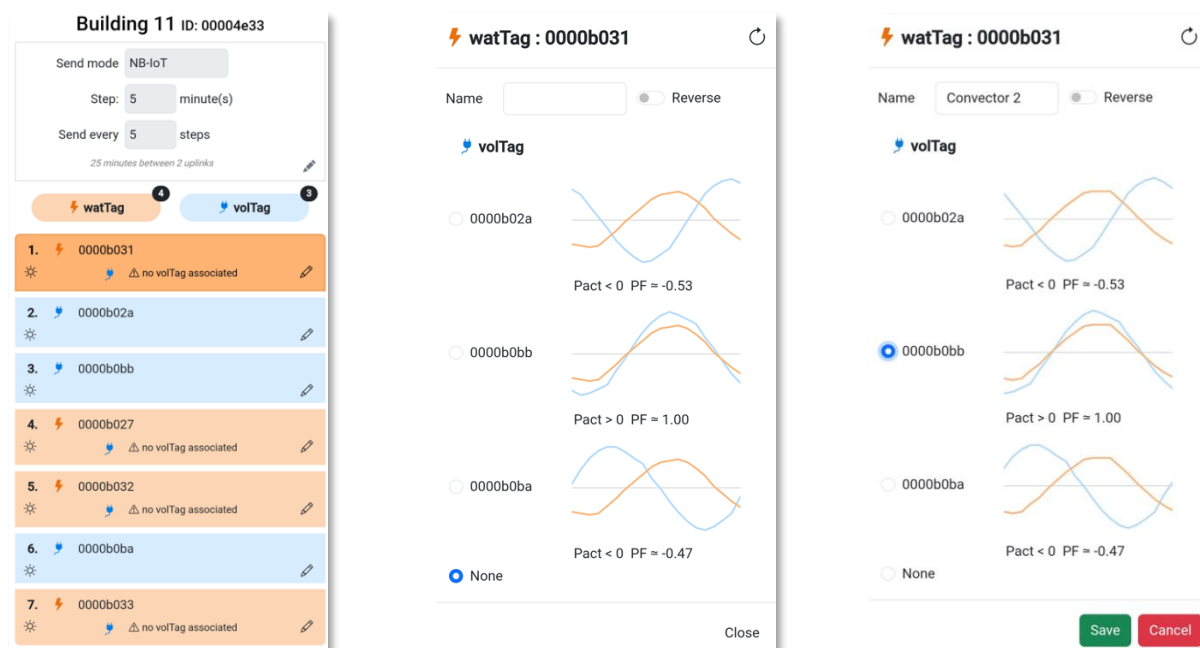 Building 11 ID: 00004e33
Send mode NB-IoT
Step: 5 minute(s)
Send every 5 steps
25 minutes between 2 uplinks
watTag 4
volTag 3
1. 0000b031
no volTag associated
2. 0000b02a
3. 0000b0bb
4. 0000b027
no volTag associated
5. 0000b032
no volTag associated
6. 0000b0ba
7. 0000b033
no volTag associated
watTag : 0000b031
Name Reverse
volTag
0000b02a
Pact < 0 PF ≃ -0.53
0000b0bb
Pact > 0 PF ≃ 1.00
0000b0ba
Pact < 0 PF ≃ -0.47
None
Close
watTag : 0000b031
Name Convector 2 Reverse
volTag
0000b02a
Pact < 0 PF ≃ -0.53
0000b0bb
Pact > 0 PF ≃ 1.00
0000b0ba
Pact < 0 PF ≃ -0.47
None
Save Cancel